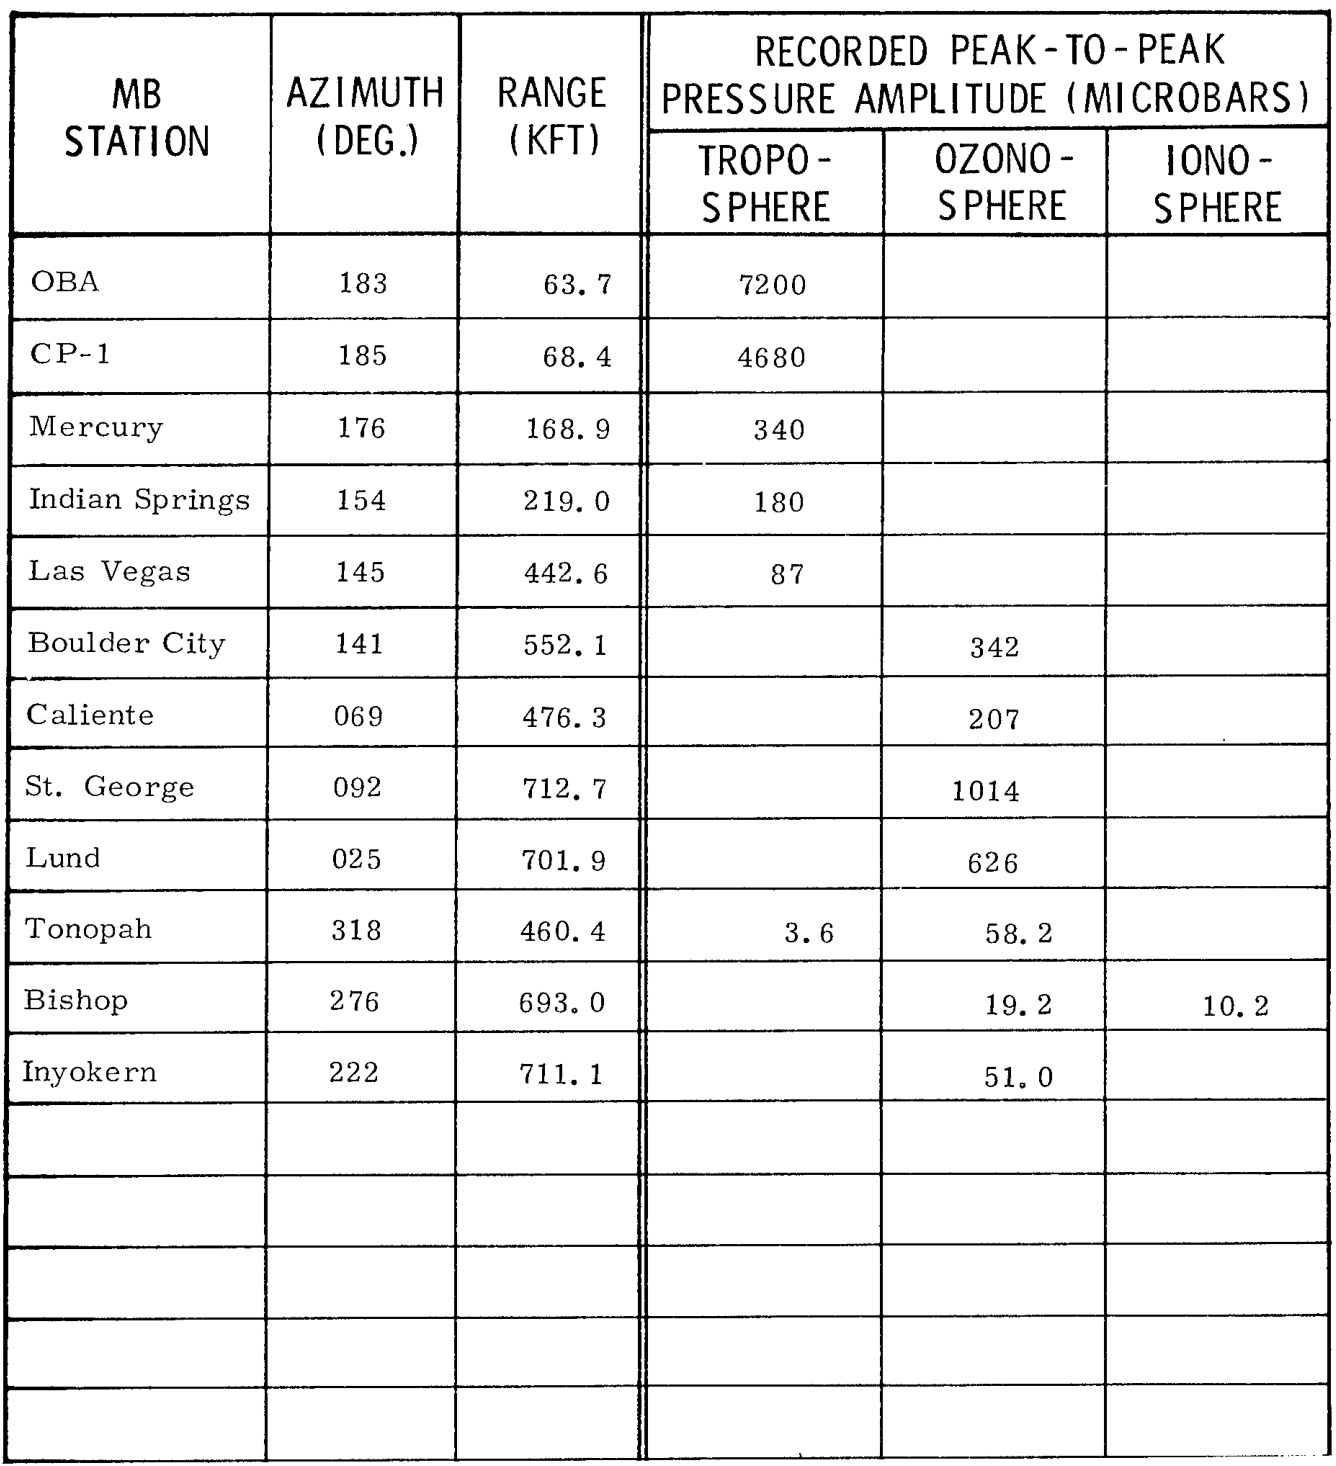 MB STATION AZIMUTH (DEG.) RANGE (KFT) RECORDED PEAK-TO-PEAK PRESSURE AMPLITUDE (MICROBARS)
TROPO-SPHERE OZONO-SPHERE IONO-SPHERE
OBA 183 63.7 7200
CP-1 185 68.4 4680
Mercury 176 168.9 340
Indian Springs 154 219.0 180
Las Vegas 145 442.6 87
Boulder City 141 552.1 342
Caliente 069 476.3 207
St. George 092 712.7 1014
Lund 025 701.9 626
Tonopah 318 460.4 3.6 58.2
Bishop 276 693.0 19.2 10.2
Inyokern 222 711.1 51.0